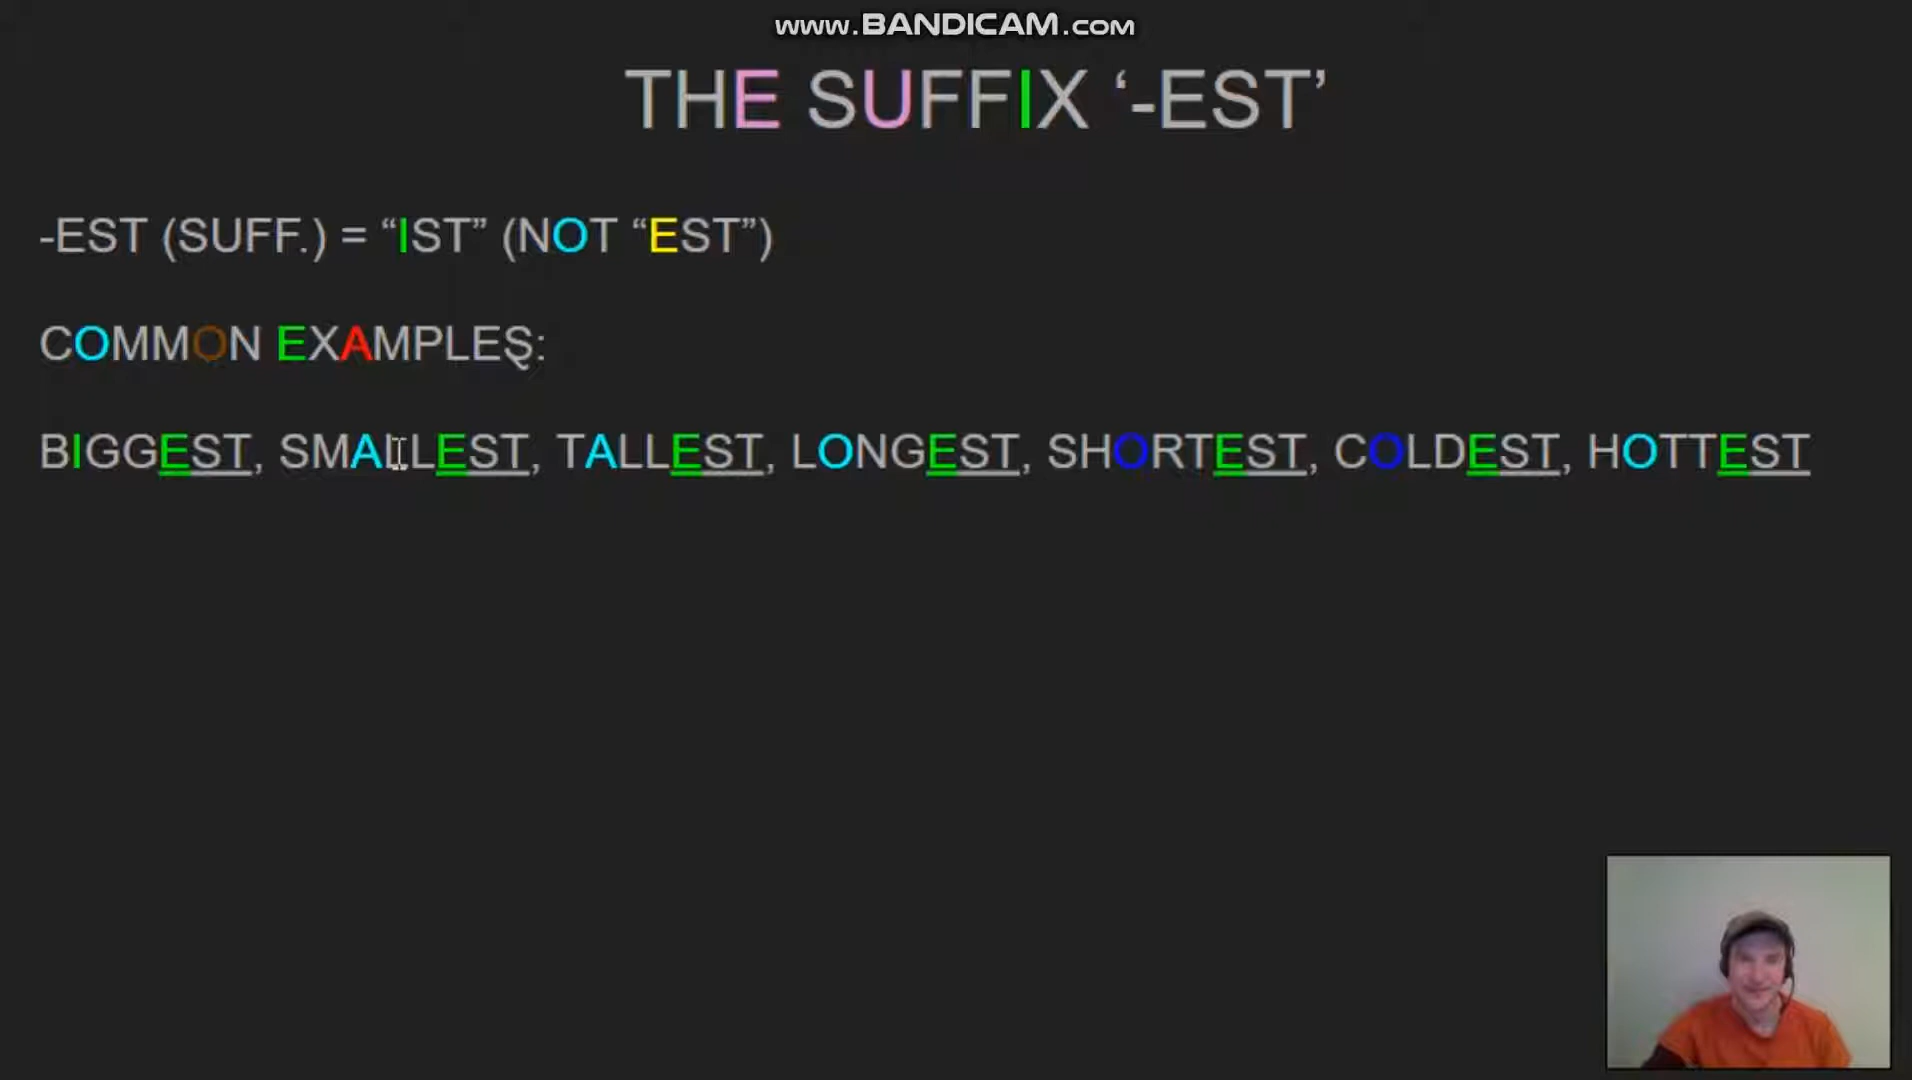 www.BANDICAM.com
THE SUFFIX ‘-EST’
-EST (SUFF.) = “IST” (NOT “EST”)
COMMON EXAMPLEȘ:
BIGGEST, SMALLEST, TALLEST, LONGEST, SHORTEST, COLDEST, HOTTEST